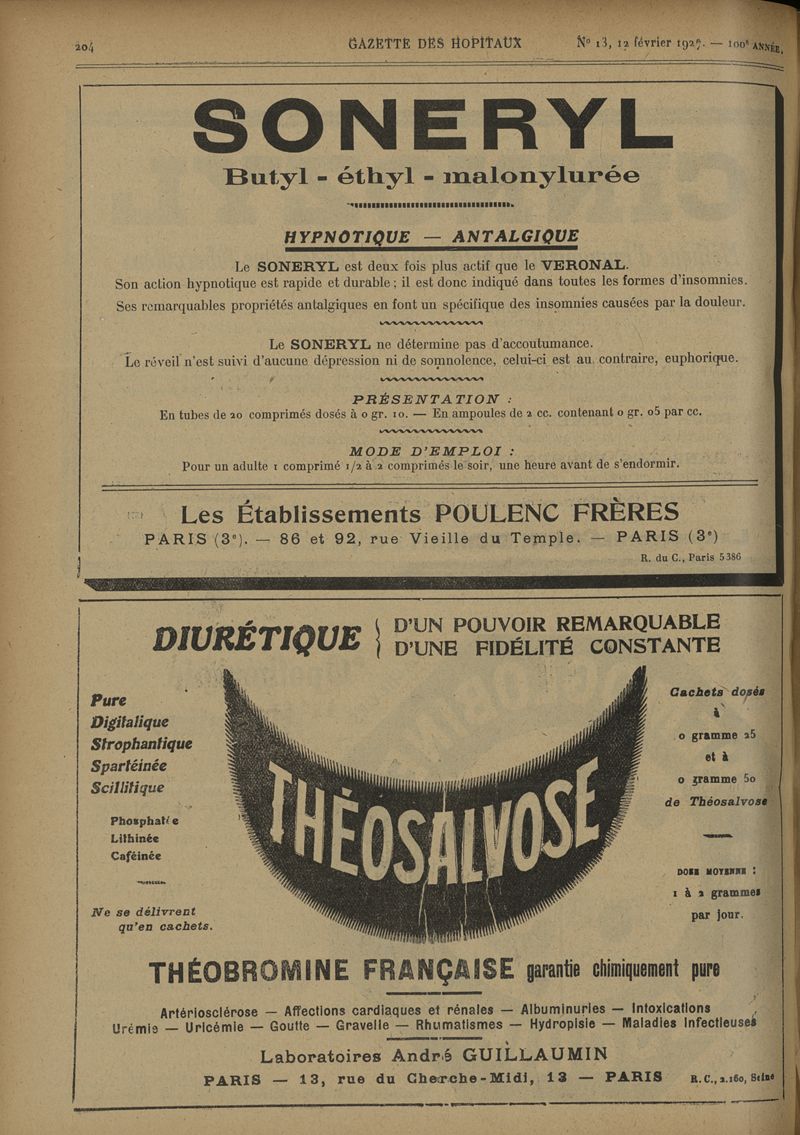 204
GAZETTE DES HOPITAUX
N° 13, 12 février 1927. — 100e ANNÉE.
SONERYL
Butyl - éthyl - malonylurée
HYPNOTIQUE — ANTALGIQUE
Le SONERYL est deux fois plus actif que le VERONAL.
Son action hypnotique est rapide et durable ; il est donc indiqué dans toutes les formes d'insomnies.
Ses remarquables propriétés antalgiques en font un spécifique des insomnies causées par la douleur.
Le SONERYL ne détermine pas d'accoutumance.
Le réveil n'est suivi d'aucune dépression ni de somnolence, celui-ci est au contraire, euphorique.
PRÉSENTATION :
En tubes de 20 comprimés dosés à 0 gr. 10. — En ampoules de 2 cc. contenant 0 gr. 05 par cc.
MODE D'EMPLOI :
Pour un adulte 1 comprimé 1/2 à 2 comprimés le soir, une heure avant de s'endormir.
Les Établissements POULENC FRÈRES
PARIS (3e). — 86 et 92, rue Vieille du Temple. — PARIS (3e)
R. du C., Paris 5386
DIURÉTIQUE
D'UN POUVOIR REMARQUABLE
D'UNE FIDÉLITÉ CONSTANTE
Pure
Digitalique
Strophantique
Spartéinée
Scillitique
Phosphatée
Lithinée
Caféinée
Ne se délivrent
qu'en cachets.
THÉOSALVOSE
Cachets dosés
à
0 gramme 25
et à
0 gramme 50
de Théosalvose
DOSE MOYENNE :
1 à 2 grammes
par jour.
THÉOBROMINE FRANÇAISE garantie chimiquement pure
Artériosclérose — Affections cardiaques et rénales — Albuminuries — Intoxications
Urémie — Uricémie — Goutte — Gravelle — Rhumatismes — Hydropisie — Maladies Infectieuses
Laboratoires André GUILLAUMIN
PARIS — 13, rue du Cherche-Midi, 13 — PARIS R.C., 2.160, Seine